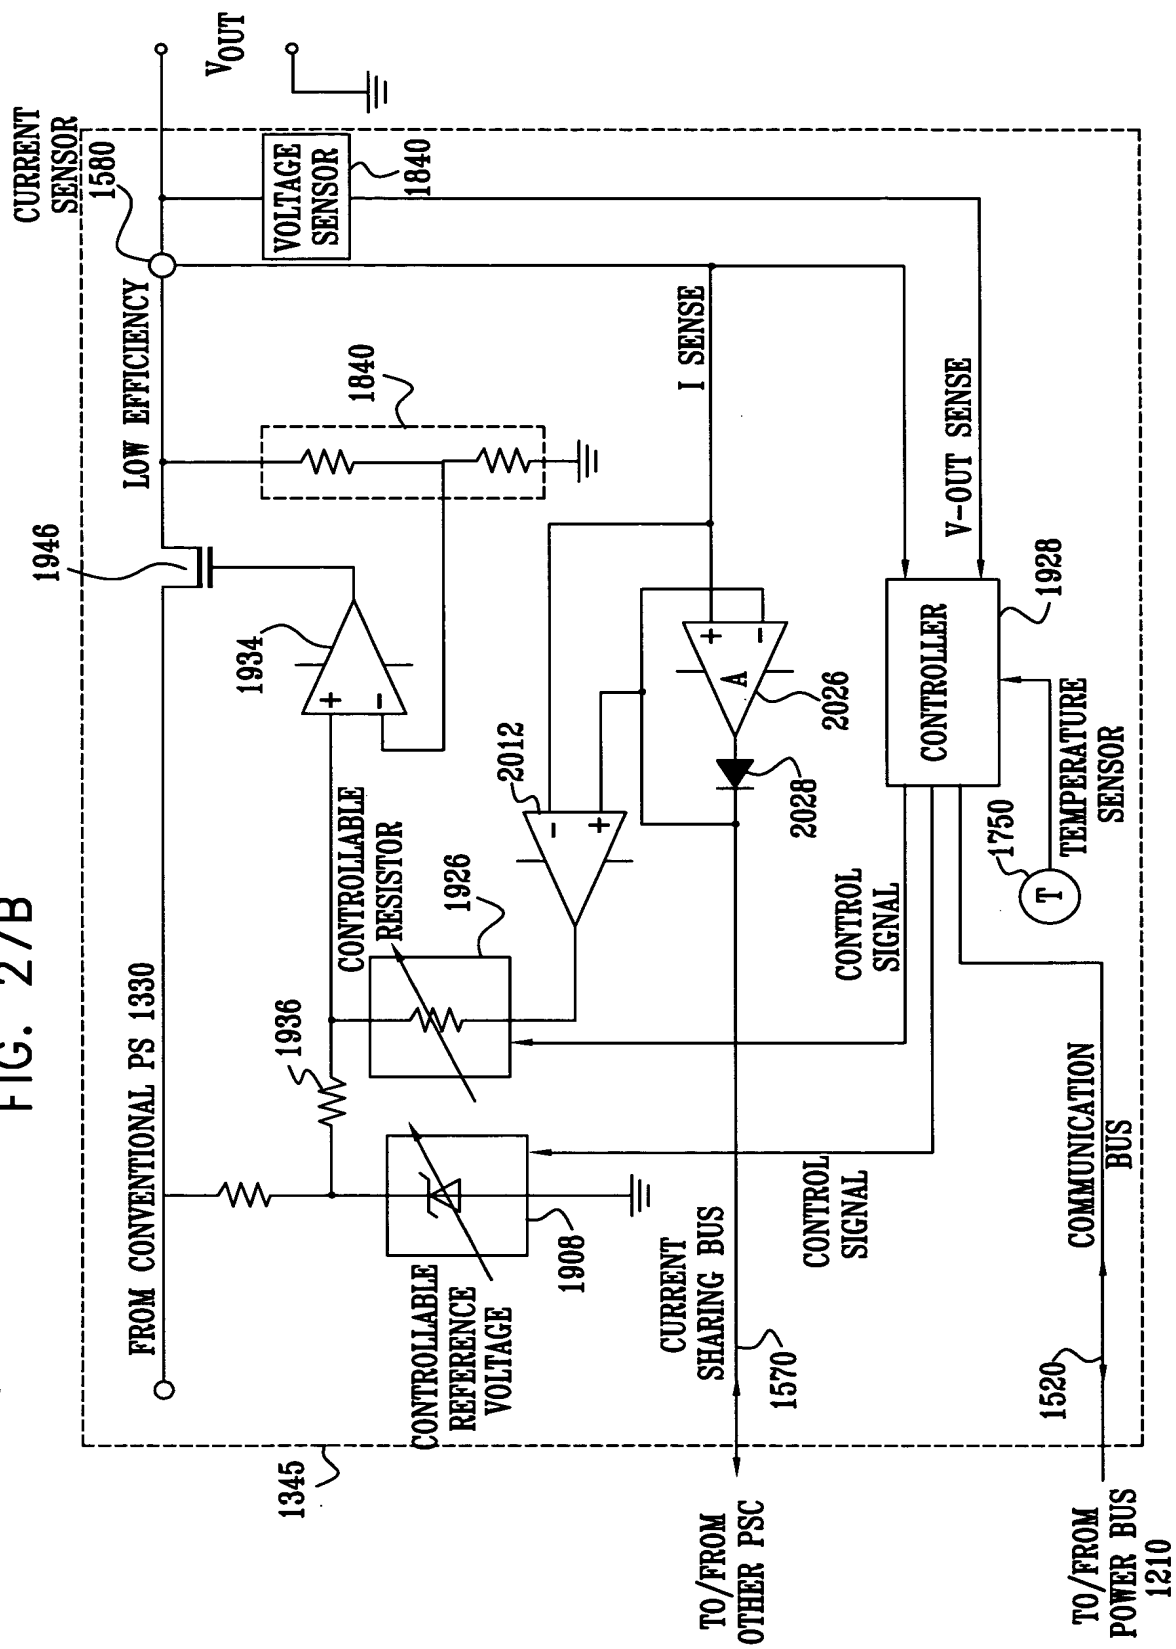 FIG. 27B
FROM CONVENTIONAL PS 1330
1946
LOW EFFICIENCY
CURRENT
SENSOR
1580
VOUT
VOLTAGE
SENSOR
1840
1840
1934
+
−
1936
CONTROLLABLE
RESISTOR
1926
2012
−
+
I SENSE
CONTROLLABLE
REFERENCE
VOLTAGE
1908
1345
+
−
A
2026
2028
CURRENT
SHARING BUS
1570
TO/FROM
OTHER PSC
CONTROL
SIGNAL
CONTROL
SIGNAL
V-OUT SENSE
CONTROLLER
1928
1750
T
TEMPERATURE
SENSOR
COMMUNICATION
BUS
1520
TO/FROM
POWER BUS
1210